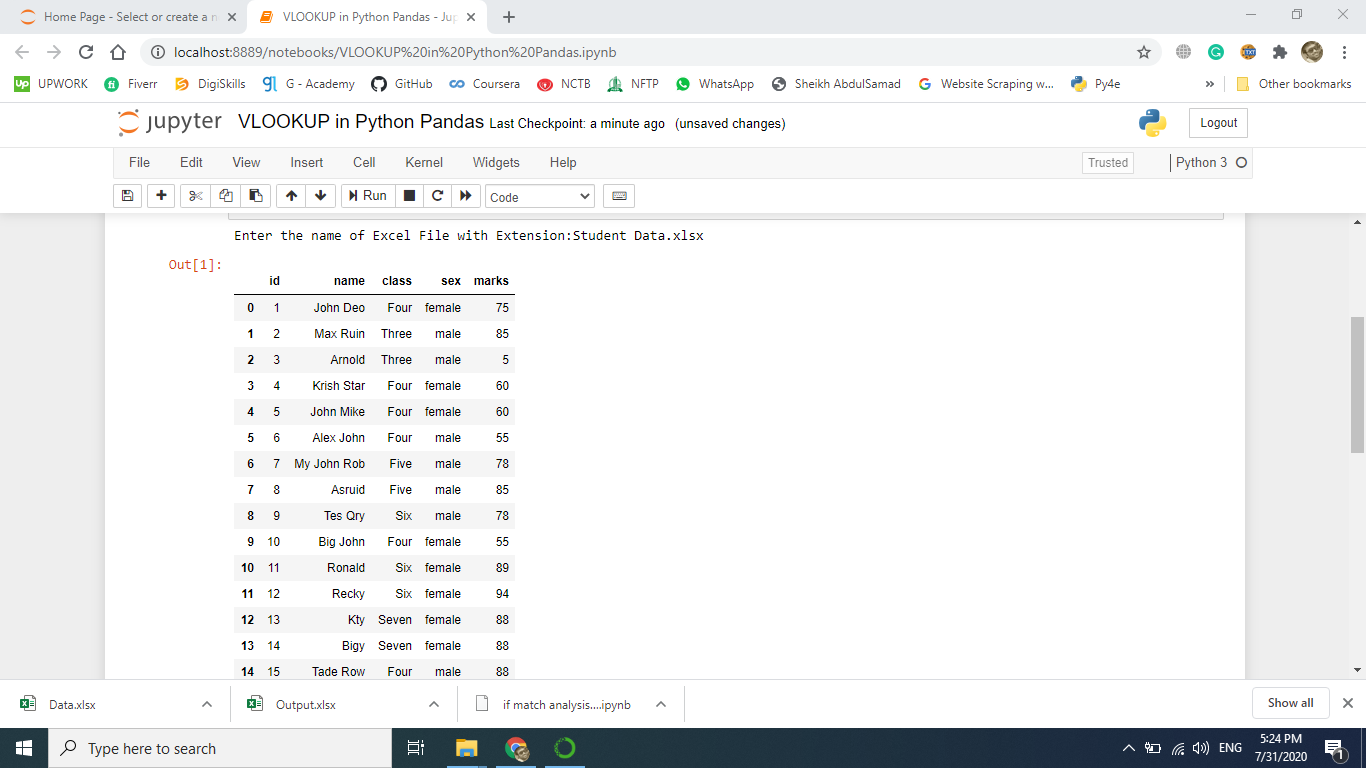 Home Page - Select or create a n
VLOOKUP in Python Pandas - Jup
localhost:8889/notebooks/VLOOKUP%20in%20Python%20Pandas.ipynb
TXT
Up UPWORK fi Fiverr DigiSkills G - Academy GitHub Coursera NCTB NFTP WhatsApp Sheikh AbdulSamad Website Scraping w... Py4e » Other bookmarks
jupyter VLOOKUP in Python Pandas Last Checkpoint: a minute ago (unsaved changes) Logout
File Edit View Insert Cell Kernel Widgets Help Trusted Python 3
Run Code
Enter the name of Excel File with Extension:Student Data.xlsx
Out[1]:
id name class sex marks
0 1 John Deo Four female 75
1 2 Max Ruin Three male 85
2 3 Arnold Three male 5
3 4 Krish Star Four female 60
4 5 John Mike Four female 60
5 6 Alex John Four male 55
6 7 My John Rob Five male 78
7 8 Asruid Five male 85
8 9 Tes Qry Six male 78
9 10 Big John Four female 55
10 11 Ronald Six female 89
11 12 Recky Six female 94
12 13 Kty Seven female 88
13 14 Bigy Seven female 88
14 15 Tade Row Four male 88
Data.xlsx Output.xlsx if match analysis....ipynb Show all
Type here to search ENG 5:24 PM
7/31/2020 1